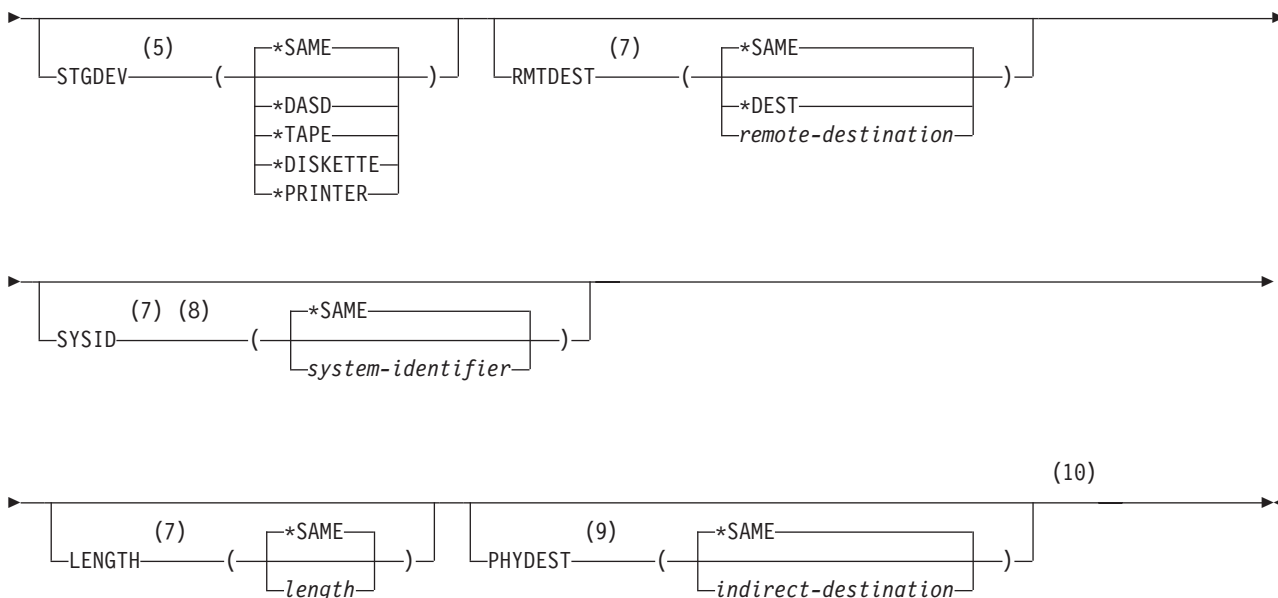 (5) *SAME (7) *SAME
STGDEV ( ) RMTDEST ( )
*DASD *DEST
*TAPE remote-destination
*DISKETTE
*PRINTER
(7) (8) *SAME
SYSID ( )
system-identifier
(10)
(7) *SAME (9) *SAME
LENGTH ( ) PHYDEST ( )
length indirect-destination